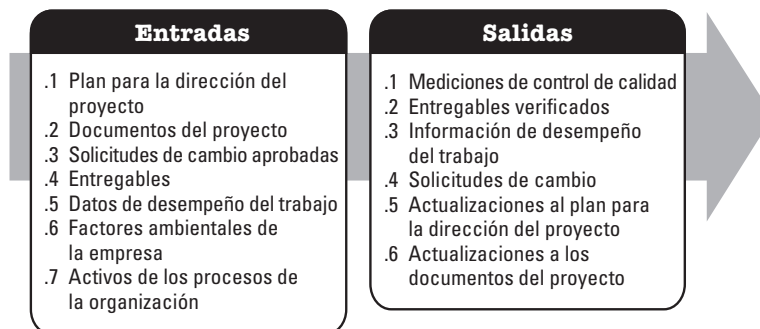 Entradas
.1 Plan para la dirección del
proyecto
.2 Documentos del proyecto
.3 Solicitudes de cambio aprobadas
.4 Entregables
.5 Datos de desempeño del trabajo
.6 Factores ambientales de
la empresa
.7 Activos de los procesos de
la organización
Salidas
.1 Mediciones de control de calidad
.2 Entregables verificados
.3 Información de desempeño
del trabajo
.4 Solicitudes de cambio
.5 Actualizaciones al plan para
la dirección del proyecto
.6 Actualizaciones a los
documentos del proyecto